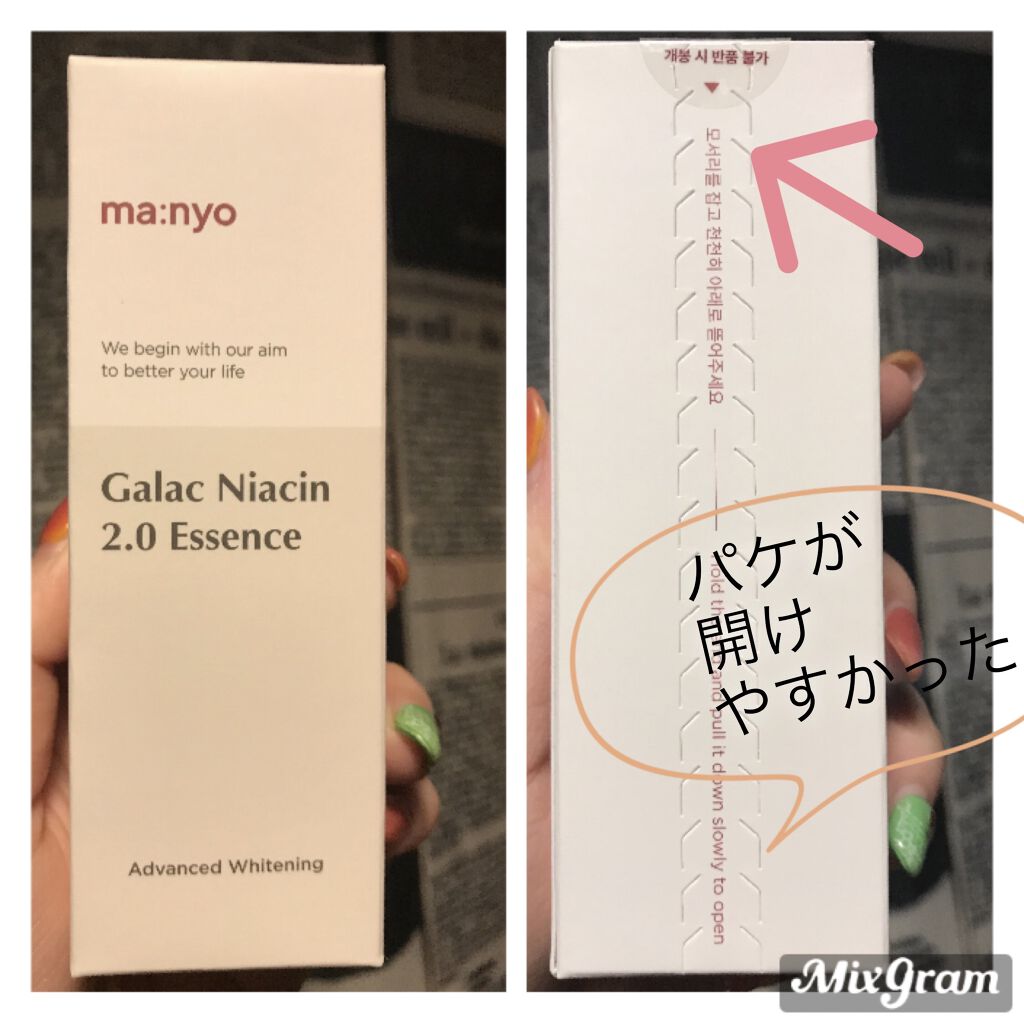 ma:nyo
We begin with our aim
to better your life
Galac Niacin
2.0 Essence
Advanced Whitening
개봉 시 반품 불가
모서리를 잡고 천천히 아래로 뜯어주세요
and pull it down slowly to open
パケが
開け
やすかった
MixGram